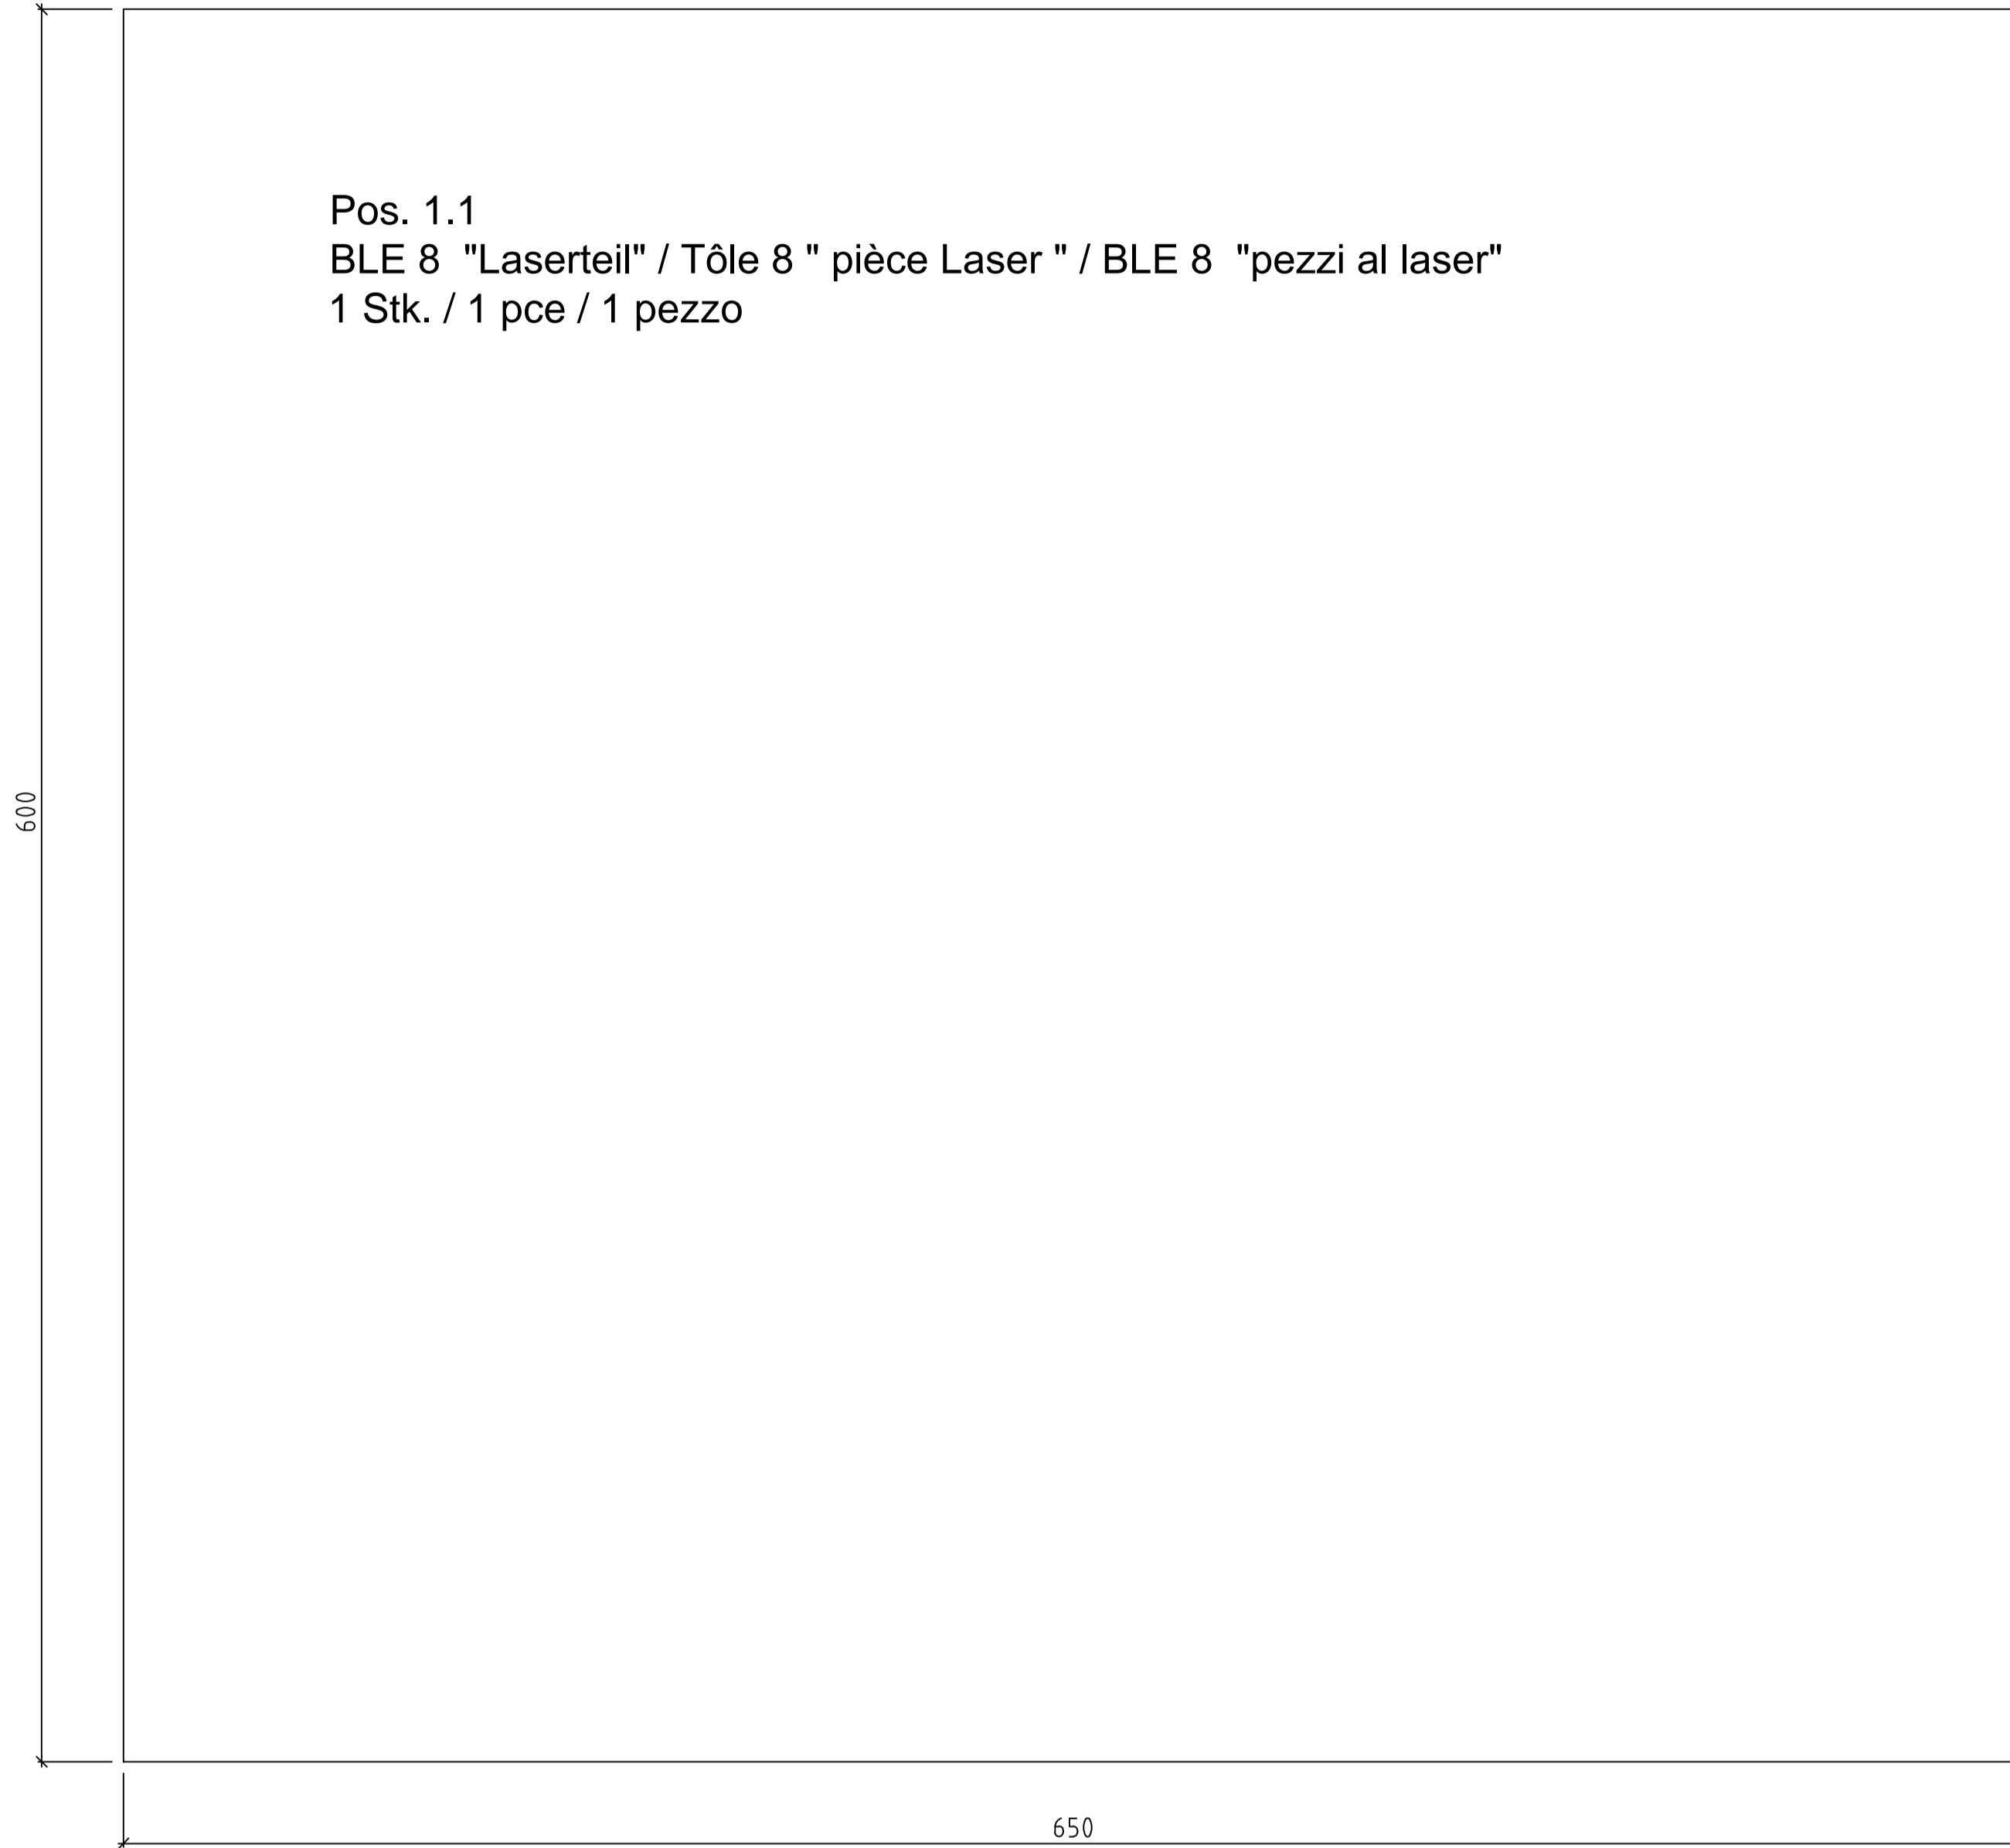 Pos. 1.1
BLE 8  "Laserteil" / Tôle 8 " pièce Laser " / BLE 8  "pezzi al laser"
1 Stk. / 1 pce / 1 pezzo
600
650